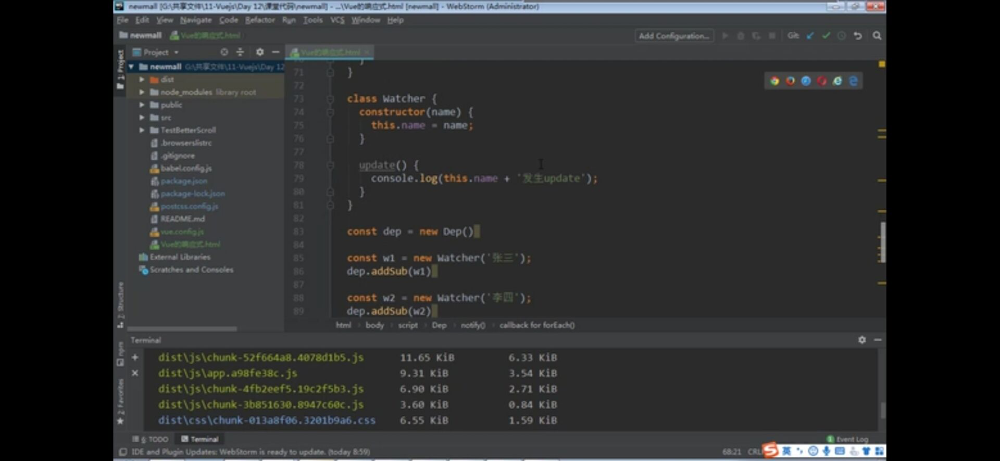 newmall [G:\共享文件\11-Vuejs\Day 12\课堂代码\newmall] - ...\Vue的响应式.html [newmall] - WebStorm (Administrator)
File Edit View Navigate Code Refactor Run Tools VCS Window Help
newmall Vue的响应式.html Add Configuration... Git:
1: Project
Project Vue的响应式.html
newmall G:\共享文件\11-Vuejs\Day 12
dist
node_modules library root
public
src
TestBetterScroll
.browserslistrc
.gitignore
babel.config.js
package.json
package-lock.json
postcss.config.js
README.md
vue.config.js
Vue的响应式.html
External Libraries
Scratches and Consoles
71 }
72
73 class Watcher {
74 constructor(name) {
75 this.name = name;
76 }
77
78 update() {
79 console.log(this.name + '发生update');
80 }
81 }
82
83 const dep = new Dep()
84
85 const w1 = new Watcher('张三');
86 dep.addSub(w1)
87
88 const w2 = new Watcher('李四');
89 dep.addSub(w2)
html body script Dep notify() callback for forEach()
Z: Structure
npm
2: Favorites
Terminal
dist\js\chunk-52f664a8.4078d1b5.js 11.65 KiB 6.33 KiB
dist\js\app.a98fe38c.js 9.31 KiB 3.54 KiB
dist\js\chunk-4fb2eef5.19c2f5b3.js 6.90 KiB 2.71 KiB
dist\js\chunk-3b851630.8947c60c.js 3.60 KiB 0.84 KiB
dist\css\chunk-013a8f06.3201b9a6.css 6.55 KiB 1.59 KiB
6: TODO Terminal 1 Event Log
IDE and Plugin Updates: WebStorm is ready to update. (today 8:59) 68:21 CRL
英